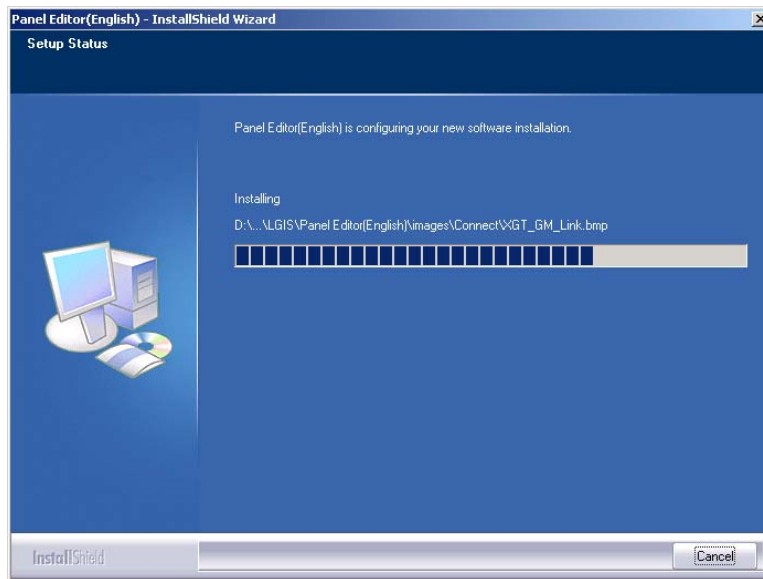 Panel Editor(English) - InstallShield Wizard
Setup Status
Panel Editor(English) is configuring your new software installation.
Installing
D:\...\LGIS\Panel Editor(English)\images\Connect\XGT_GM_Link.bmp
InstallShield
Cancel